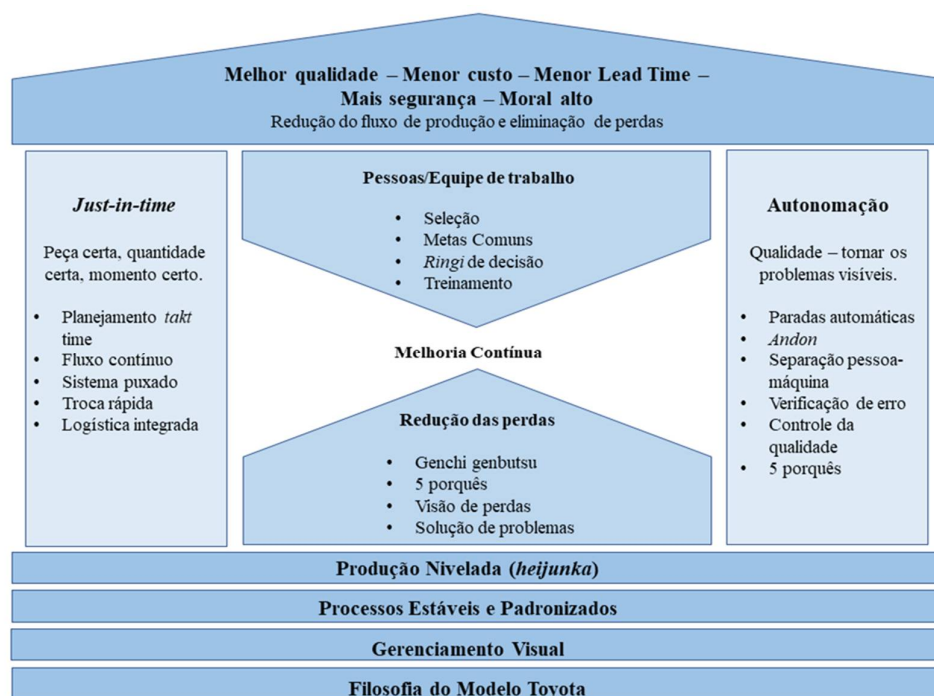 Melhor qualidade – Menor custo – Menor Lead Time –
Mais segurança – Moral alto
Redução do fluxo de produção e eliminação de perdas
Just-in-time
Peça certa, quantidade
certa, momento certo.
• Planejamento takt
time
• Fluxo contínuo
• Sistema puxado
• Troca rápida
• Logística integrada
Pessoas/Equipe de trabalho
• Seleção
• Metas Comuns
• Ringi de decisão
• Treinamento
Melhoria Contínua
Redução das perdas
• Genchi genbutsu
• 5 porquês
• Visão de perdas
• Solução de problemas
Autonomação
Qualidade – tornar os
problemas visíveis.
• Paradas automáticas
• Andon
• Separação pessoa-
máquina
• Verificação de erro
• Controle da
qualidade
• 5 porquês
Produção Nivelada (heijunka)
Processos Estáveis e Padronizados
Gerenciamento Visual
Filosofia do Modelo Toyota